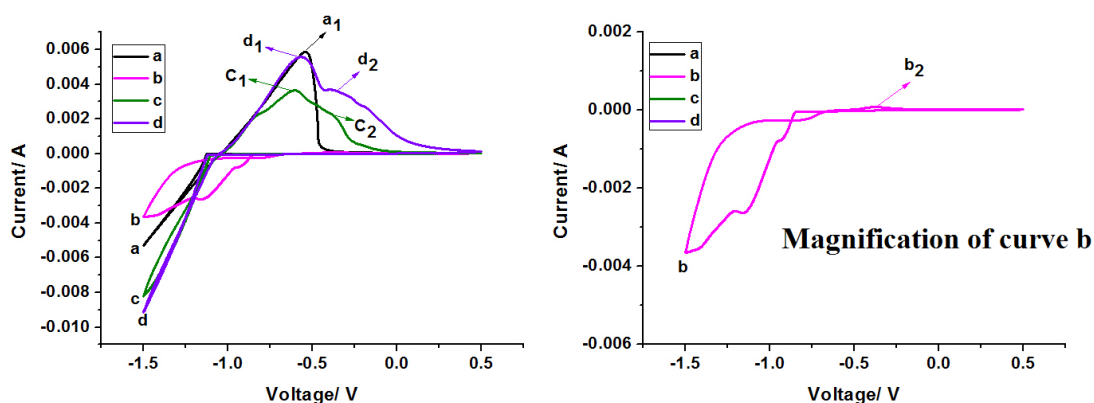 a1
0.006
a
b
c
d
d1
d2
C1
C2
0.004
0.002
0.000
-0.002
-0.004
-0.006
-0.008
-0.010
b
a
c
d
-1.5
-1.0
-0.5
0.0
0.5
Voltage/ V
Current/ A
0.002
a
b
c
d
b2
0.000
-0.002
-0.004
-0.006
b
Magnification of curve b
-1.5
-1.0
-0.5
0.0
0.5
Voltage/ V
Current/ A